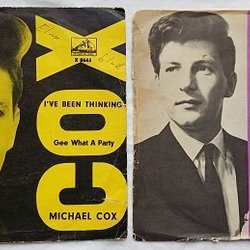 X 8644
I'VE BEEN THINKING
Gee What A Party
COX
MICHAEL COX